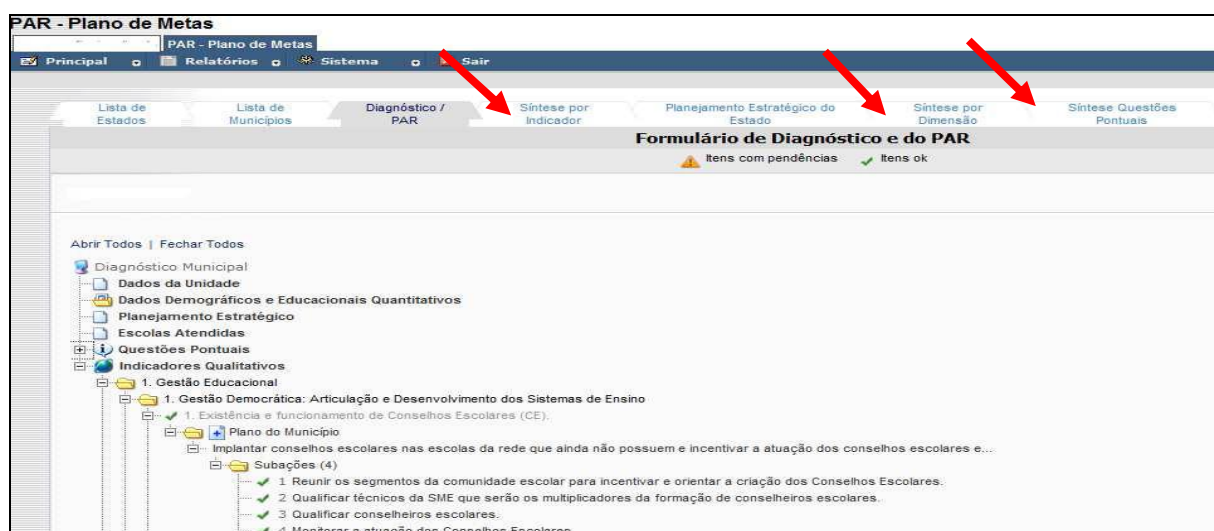 PAR - Plano de Metas
PAR - Plano de Metas
Principal Relatórios Sistema Sair
Lista de Estados Lista de Municípios Diagnóstico / PAR Síntese por Indicador Planejamento Estratégico do Estado Síntese por Dimensão Síntese Questões Pontuais
Formulário de Diagnóstico e do PAR
Itens com pendências Itens ok
Abrir Todos | Fechar Todos
Diagnóstico Municipal
Dados da Unidade
Dados Demográficos e Educacionais Quantitativos
Planejamento Estratégico
Escolas Atendidas
Questões Pontuais
Indicadores Qualitativos
1. Gestão Educacional
1. Gestão Democrática: Articulação e Desenvolvimento dos Sistemas de Ensino
1. Existência e funcionamento de Conselhos Escolares (CE).
Plano do Município
Implantar conselhos escolares nas escolas da rede que ainda não possuem e incentivar a atuação dos conselhos escolares e...
Subações (4)
1 Reunir os segmentos da comunidade escolar para incentivar e orientar a criação dos Conselhos Escolares.
2 Qualificar técnicos da SME que serão os multiplicadores da formação de conselheiros escolares.
3 Qualificar conselheiros escolares.
4 Monitorar a atuação dos Conselhos Escolares